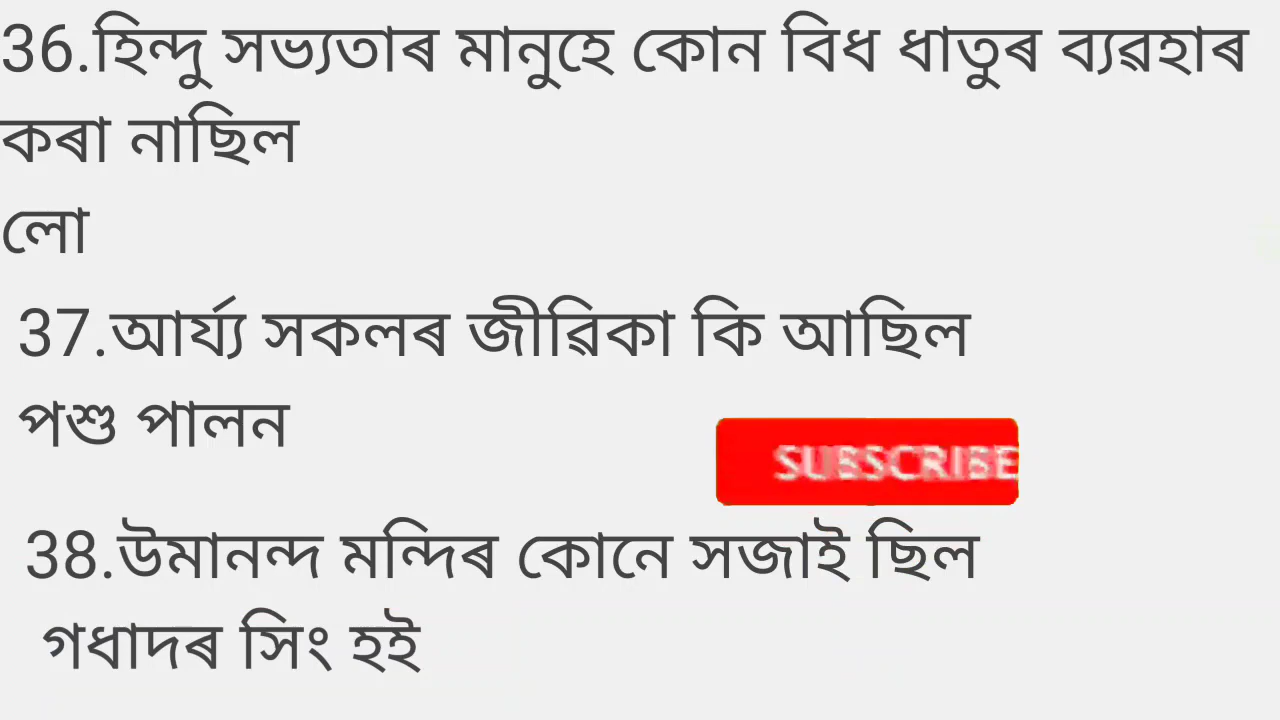 36.হিন্দু সভ্যতাৰ মানুহে কোন বিধ ধাতুৰ ব্যৱহাৰ
কৰা নাছিল
লো
37.আৰ্য্য সকলৰ জীৱিকা কি আছিল
পশু পালন
SUBSCRIBE
38.উমানন্দ মন্দিৰ কোনে সজাই ছিল
গধাদৰ সিং হই